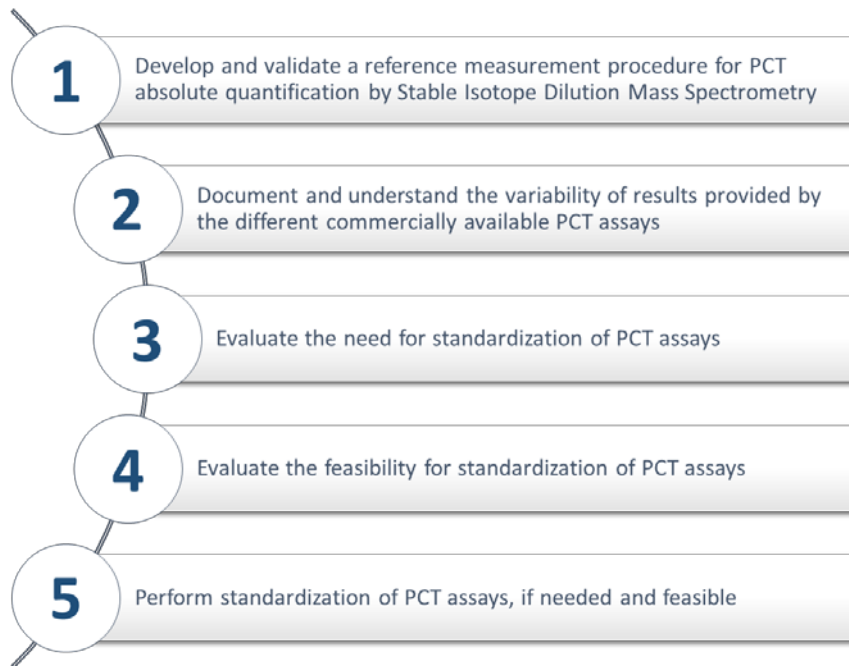 1
Develop and validate a reference measurement procedure for PCT
absolute quantification by Stable Isotope Dilution Mass Spectrometry
2
Document and understand the variability of results provided by
the different commercially available PCT assays
3
Evaluate the need for standardization of PCT assays
4
Evaluate the feasibility for standardization of PCT assays
5
Perform standardization of PCT assays, if needed and feasible